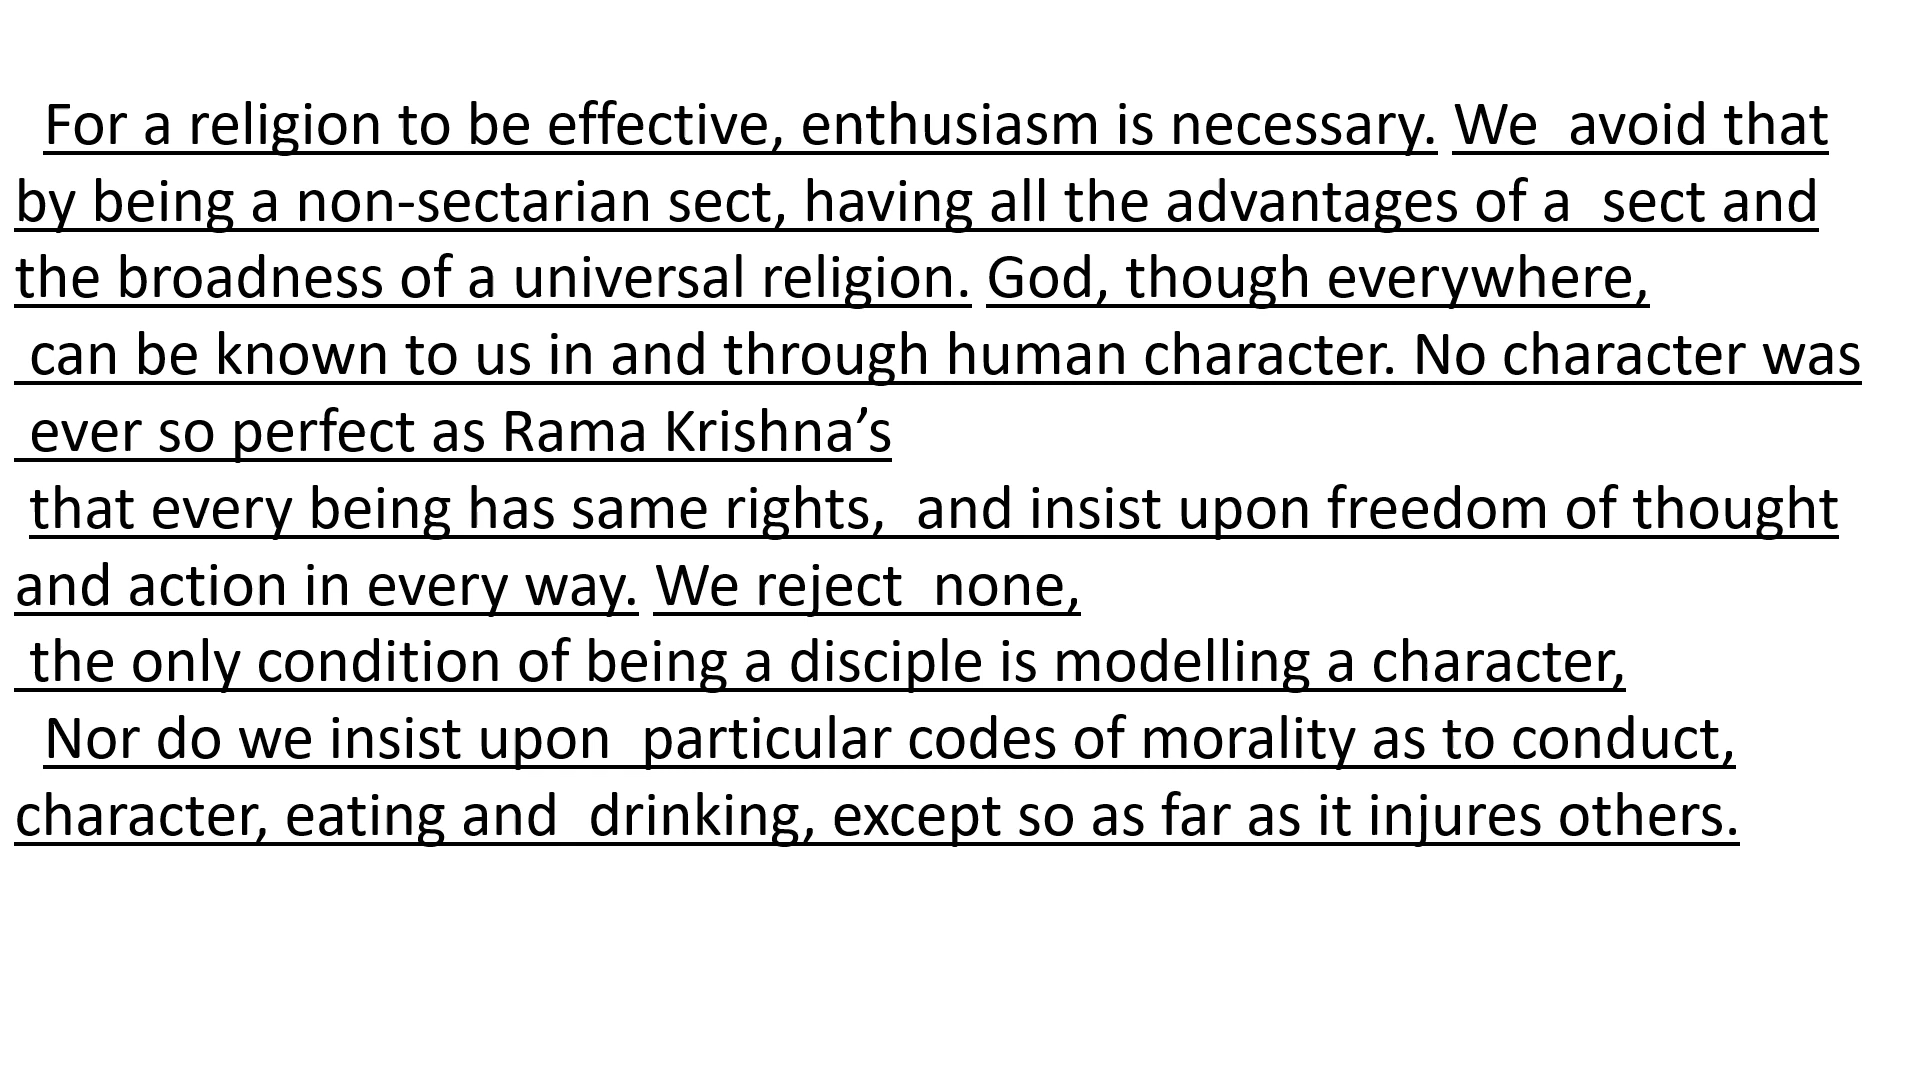 For a religion to be effective, enthusiasm is necessary. We  avoid that
by being a non-sectarian sect, having all the advantages of a  sect and
the broadness of a universal religion. God, though everywhere,
can be known to us in and through human character. No character was
ever so perfect as Rama Krishna’s
that every being has same rights,  and insist upon freedom of thought
and action in every way. We reject  none,
the only condition of being a disciple is modelling a character,
Nor do we insist upon  particular codes of morality as to conduct,
character, eating and  drinking, except so as far as it injures others.